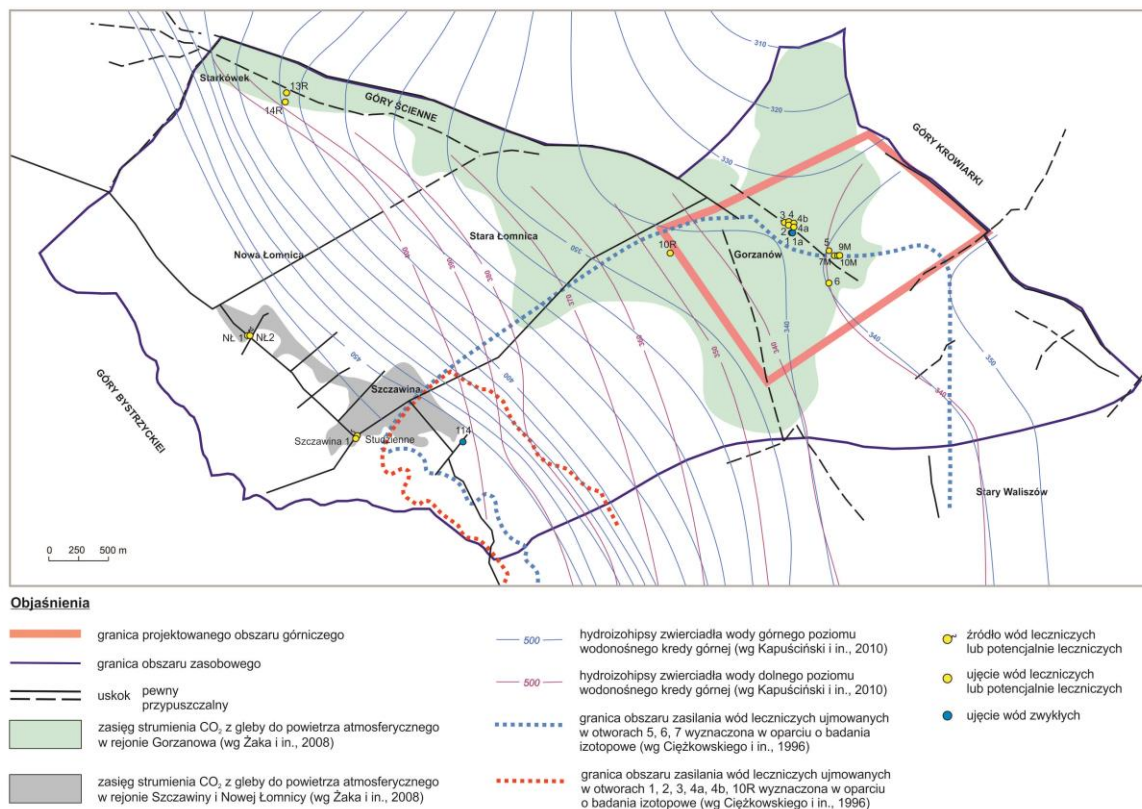 310
320
330
Starkówek
13R
14R
GÓRY ŚCIENNE
GÓRY KROWIARKI
3 4 4b
2 4a
1 1a
Gorzanów
5 9M
7M 10M
6
10R
Stara Łomnica
Nowa Łomnica
350
390
380
370
360
350
340
340
340
350
340
NŁ 1 NŁ2
450
400
Szczawina
Szczawina 1 Studzienne
114
GÓRY BYSTRZYCKIEJ
Stary Waliszów
0 250 500 m
Objaśnienia
granica projektowanego obszaru górniczego
granica obszaru zasobowego
uskok pewny
przypuszczalny
zasięg strumienia CO₂ z gleby do powietrza atmosferycznego
w rejonie Gorzanowa (wg Żaka i in., 2008)
zasięg strumienia CO₂ z gleby do powietrza atmosferycznego
w rejonie Szczawiny i Nowej Łomnicy (wg Żaka i in., 2008)
500 hydroizohipsy zwierciadła wody górnego poziomu
wodonośnego kredy górnej (wg Kapuściński i in., 2010)
500 hydroizohipsy zwierciadła wody dolnego poziomu
wodonośnego kredy górnej (wg Kapuściński i in., 2010)
granica obszaru zasilania wód leczniczych ujmowanych
w otworach 5, 6, 7 wyznaczona w oparciu o badania
izotopowe (wg Ciężkowskiego i in., 1996)
granica obszaru zasilania wód leczniczych ujmowanych
w otworach 1, 2, 3, 4a, 4b, 10R wyznaczona w oparciu
o badania izotopowe (wg Ciężkowskiego i in., 1996)
źródło wód leczniczych
lub potencjalnie leczniczych
ujęcie wód leczniczych
lub potencjalnie leczniczych
ujęcie wód zwykłych